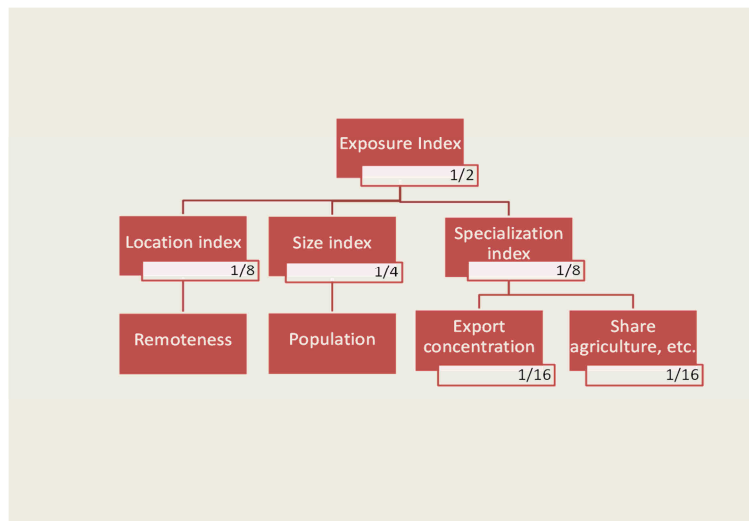 Exposure Index
1/2
Location index
1/8
Size index
1/4
Specialization
index
1/8
Remoteness
Population
Export
concentration
1/16
Share
agriculture, etc.
1/16